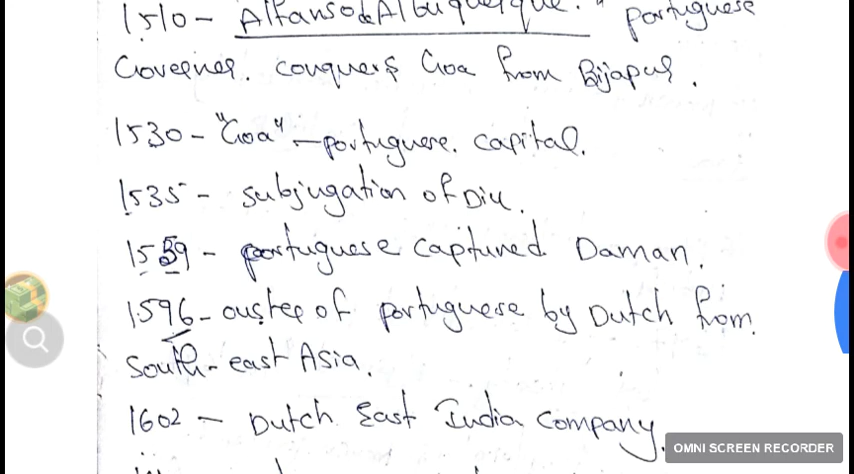 1510 - Alfanso de Albuquerque. " portuguese
Governer. conquers Goa from Bijapur.
1530 - "Goa" - portuguese. capital.
1535 - subjugation of Diu.
1559 - portuguese captured Daman.
1596 - ouster of portuguese by Dutch from
South-east Asia.
1602 - Dutch East India Company.
OMNI SCREEN RECORDER